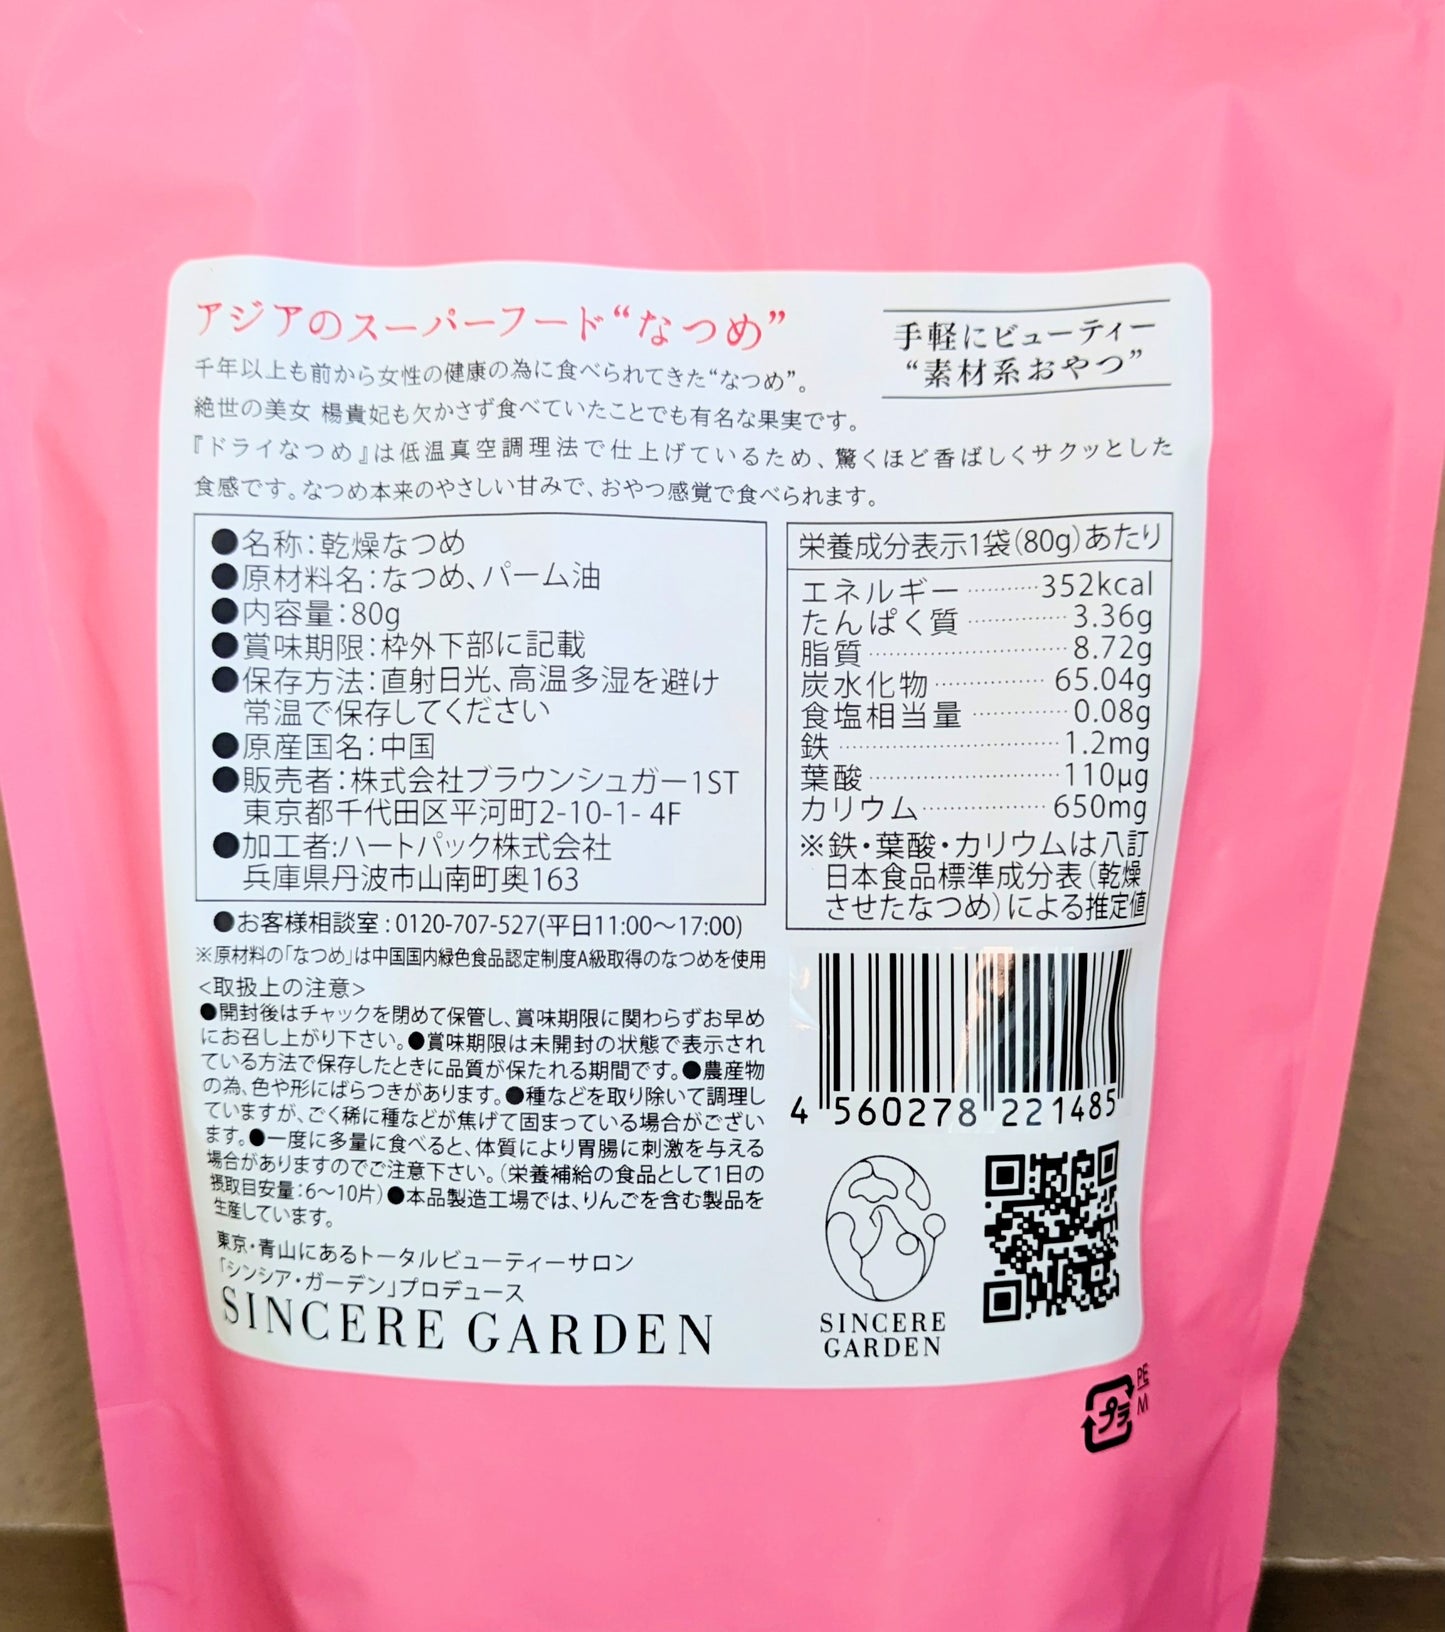 アジアのスーパーフード“なつめ”
手軽にビューティー
“素材系おやつ”
千年以上も前から女性の健康の為に食べられてきた“なつめ”。
絶世の美女 楊貴妃も欠かさず食べていたことでも有名な果実です。
『ドライなつめ』は低温真空調理法で仕上げているため、驚くほど香ばしくサクッとした
食感です。なつめ本来のやさしい甘みで、おやつ感覚で食べられます。
●名称:乾燥なつめ
●原材料名:なつめ、パーム油
●内容量:80g
●賞味期限:枠外下部に記載
●保存方法:直射日光、高温多湿を避け
常温で保存してください
●原産国名:中国
●販売者:株式会社ブラウンシュガー1ST
東京都千代田区平河町2-10-1- 4F
●加工者:ハートパック株式会社
兵庫県丹波市山南町奥163
●お客様相談室:0120-707-527(平日11:00〜17:00)
※原材料の「なつめ」は中国国内緑色食品認定制度A級取得のなつめを使用
<取扱上の注意>
●開封後はチャックを閉めて保管し、賞味期限に関わらずお早め
にお召し上がり下さい。●賞味期限は未開封の状態で表示され
ている方法で保存したときに品質が保たれる期間です。●農産物
の為、色や形にばらつきがあります。●種などを取り除いて調理し
ていますが、ごく稀に種などが焦げて固まっている場合がござい
ます。●一度に多量に食べると、体質により胃腸に刺激を与える
場合がありますのでご注意下さい。(栄養補給の食品として1日の
摂取目安量:6〜10片)●本品製造工場では、りんごを含む製品を
生産しています。
東京・青山にあるトータルビューティーサロン
「シンシア・ガーデン」プロデュース
SINCERE GARDEN
栄養成分表示1袋(80g)あたり
エネルギー………352kcal
たんぱく質…………3.36g
脂質…………………8.72g
炭水化物…………65.04g
食塩相当量…………0.08g
鉄……………………1.2mg
葉酸…………………110μg
カリウム……………650mg
※鉄・葉酸・カリウムは八訂
日本食品標準成分表(乾燥
させたなつめ)による推定値
4 560278 221485
SINCERE
GARDEN
プラ
PE
M